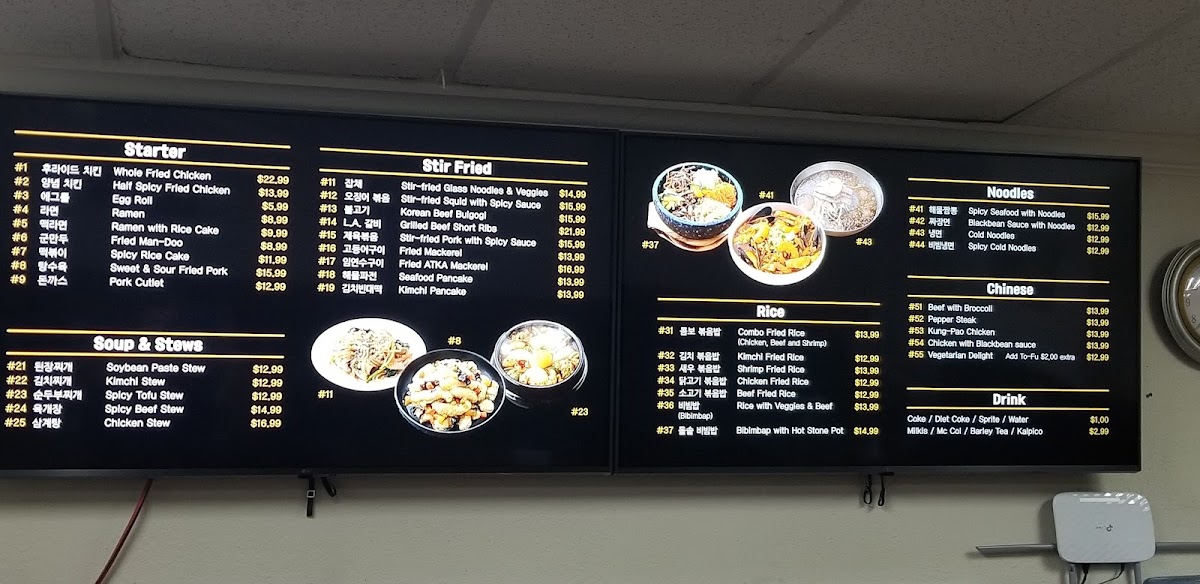 Starter
#1 후라이드 치킨 Whole Fried Chicken $22.99
#2 양념 치킨 Half Spicy Fried Chicken $13.99
#3 에그롤 Egg Roll $5.99
#4 라면 Ramen $8.99
#5 떡라면 Ramen with Rice Cake $9.99
#6 군만두 Fried Man-Doo $8.99
#7 떡볶이 Spicy Rice Cake $11.99
#8 탕수육 Sweet & Sour Fried Pork $15.99
#9 돈까스 Pork Cutlet $12.99
Soup & Stews
#21 된장찌개 Soybean Paste Stew $12.99
#22 김치찌개 Kimchi Stew $12.99
#23 순두부찌개 Spicy Tofu Stew $12.99
#24 육개장 Spicy Beef Stew $14.99
#25 삼계탕 Chicken Stew $16.99
Stir Fried
#11 잡채 Stir-fried Glass Noodles & Veggies $14.99
#12 오징어 볶음 Stir-fried Squid with Spicy Sauce $15.99
#13 불고기 Korean Beef Bulgogi $15.99
#14 L.A. 갈비 Grilled Beef Short Ribs $21.99
#15 제육볶음 Stir-fried Pork with Spicy Sauce $15.99
#16 고등어구이 Fried Mackerel $13.99
#17 임연수구이 Fried ATKA Mackerel $16.99
#18 해물파전 Seafood Pancake $13.99
#19 김치빈대떡 Kimchi Pancake $13.99
#11
#8
#23
#37
#41
#43
Rice
#31 콤보 볶음밥 Combo Fried Rice $13.99
(Chicken, Beef and Shrimp)
#32 김치 볶음밥 Kimchi Fried Rice $12.99
#33 새우 볶음밥 Shrimp Fried Rice $13.99
#34 닭고기 볶음밥 Chicken Fried Rice $12.99
#35 소고기 볶음밥 Beef Fried Rice $12.99
#36 비빔밥 Rice with Veggies & Beef $13.99
(Bibimbap)
#37 돌솥 비빔밥 Bibimbap with Hot Stone Pot $14.99
Noodles
#41 해물짬뽕 Spicy Seafood with Noodles $15.99
#42 짜장면 Blackbean Sauce with Noodles $12.99
#43 냉면 Cold Noodles $12.99
#44 비빔냉면 Spicy Cold Noodles $12.99
Chinese
#51 Beef with Broccoli $13.99
#52 Pepper Steak $13.99
#53 Kung-Pao Chicken $13.99
#54 Chicken with Blackbean sauce $13.99
#55 Vegetarian Delight Add To-Fu $2.00 extra $12.99
Drink
Coke / Diet Coke / Sprite / Water $1.00
Milkis / Mc Col / Barley Tea / Kalpico $2.99